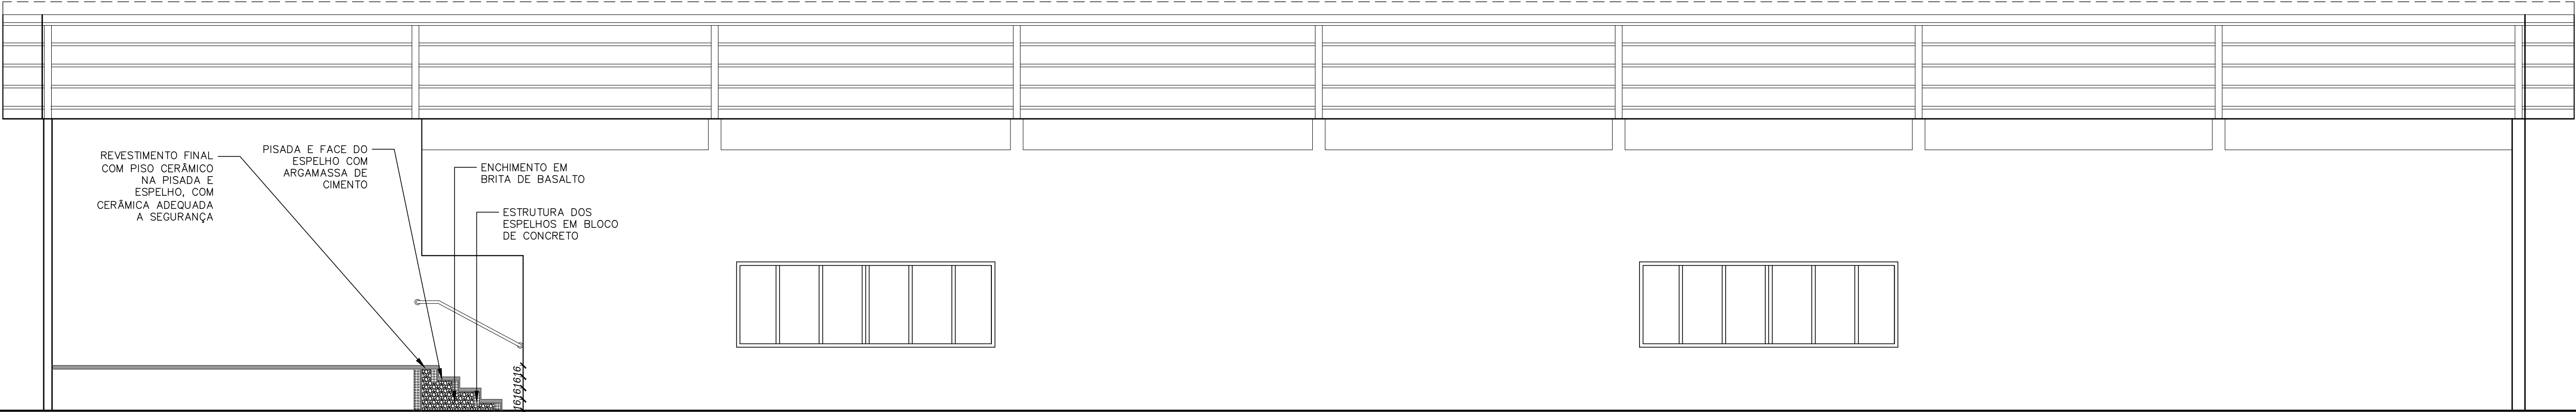 REVESTIMENTO FINAL
COM PISO CERÂMICO
NA PISADA E
ESPELHO, COM
CERÂMICA ADEQUADA
A SEGURANÇA
PISADA E FACE DO
ESPELHO COM
ARGAMASSA DE
CIMENTO
ENCHIMENTO EM
BRITA DE BASALTO
ESTRUTURA DOS
ESPELHOS EM BLOCO
DE CONCRETO
16
16
16
16